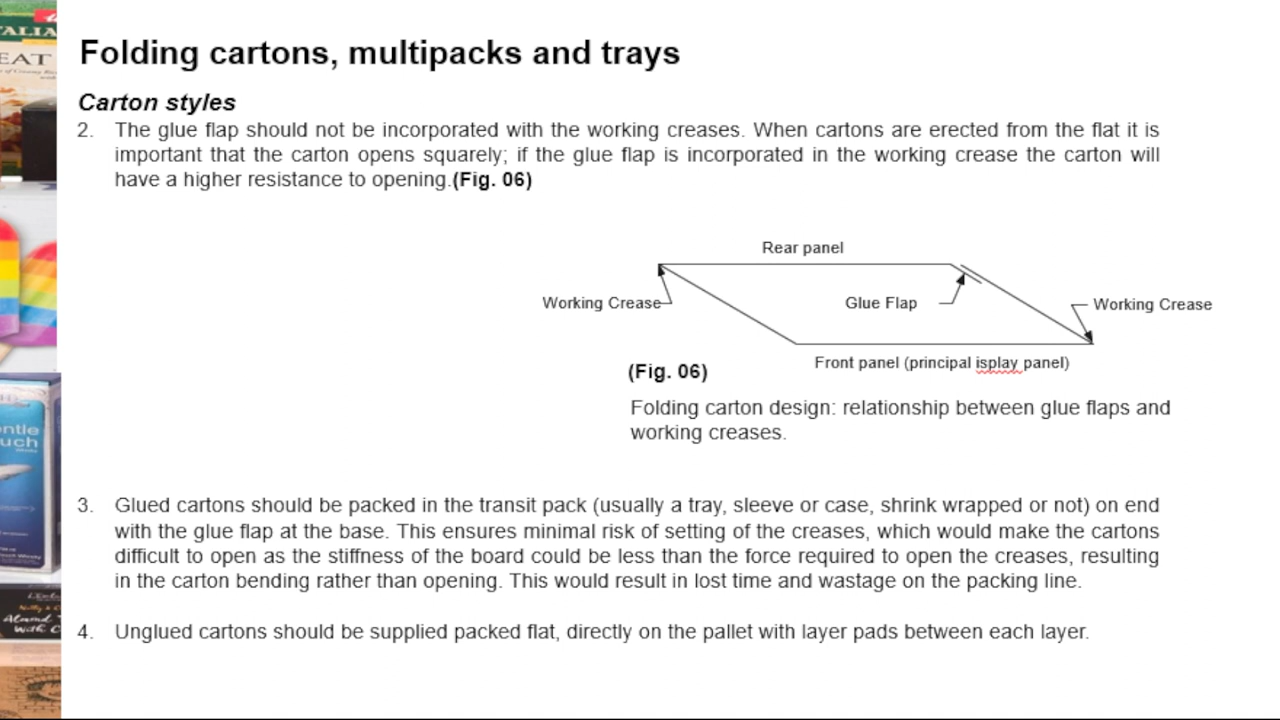 Folding cartons, multipacks and trays
Carton styles
2. The glue flap should not be incorporated with the working creases. When cartons are erected from the flat it is
important that the carton opens squarely; if the glue flap is incorporated in the working crease the carton will
have a higher resistance to opening.(Fig. 06)
Rear panel
Working Crease
Glue Flap
Working Crease
Front panel (principal isplay panel)
(Fig. 06)
Folding carton design: relationship between glue flaps and
working creases.
3. Glued cartons should be packed in the transit pack (usually a tray, sleeve or case, shrink wrapped or not) on end
with the glue flap at the base. This ensures minimal risk of setting of the creases, which would make the cartons
difficult to open as the stiffness of the board could be less than the force required to open the creases, resulting
in the carton bending rather than opening. This would result in lost time and wastage on the packing line.
4. Unglued cartons should be supplied packed flat, directly on the pallet with layer pads between each layer.
TALIA
EAT
ntle
uch
Almond
With C